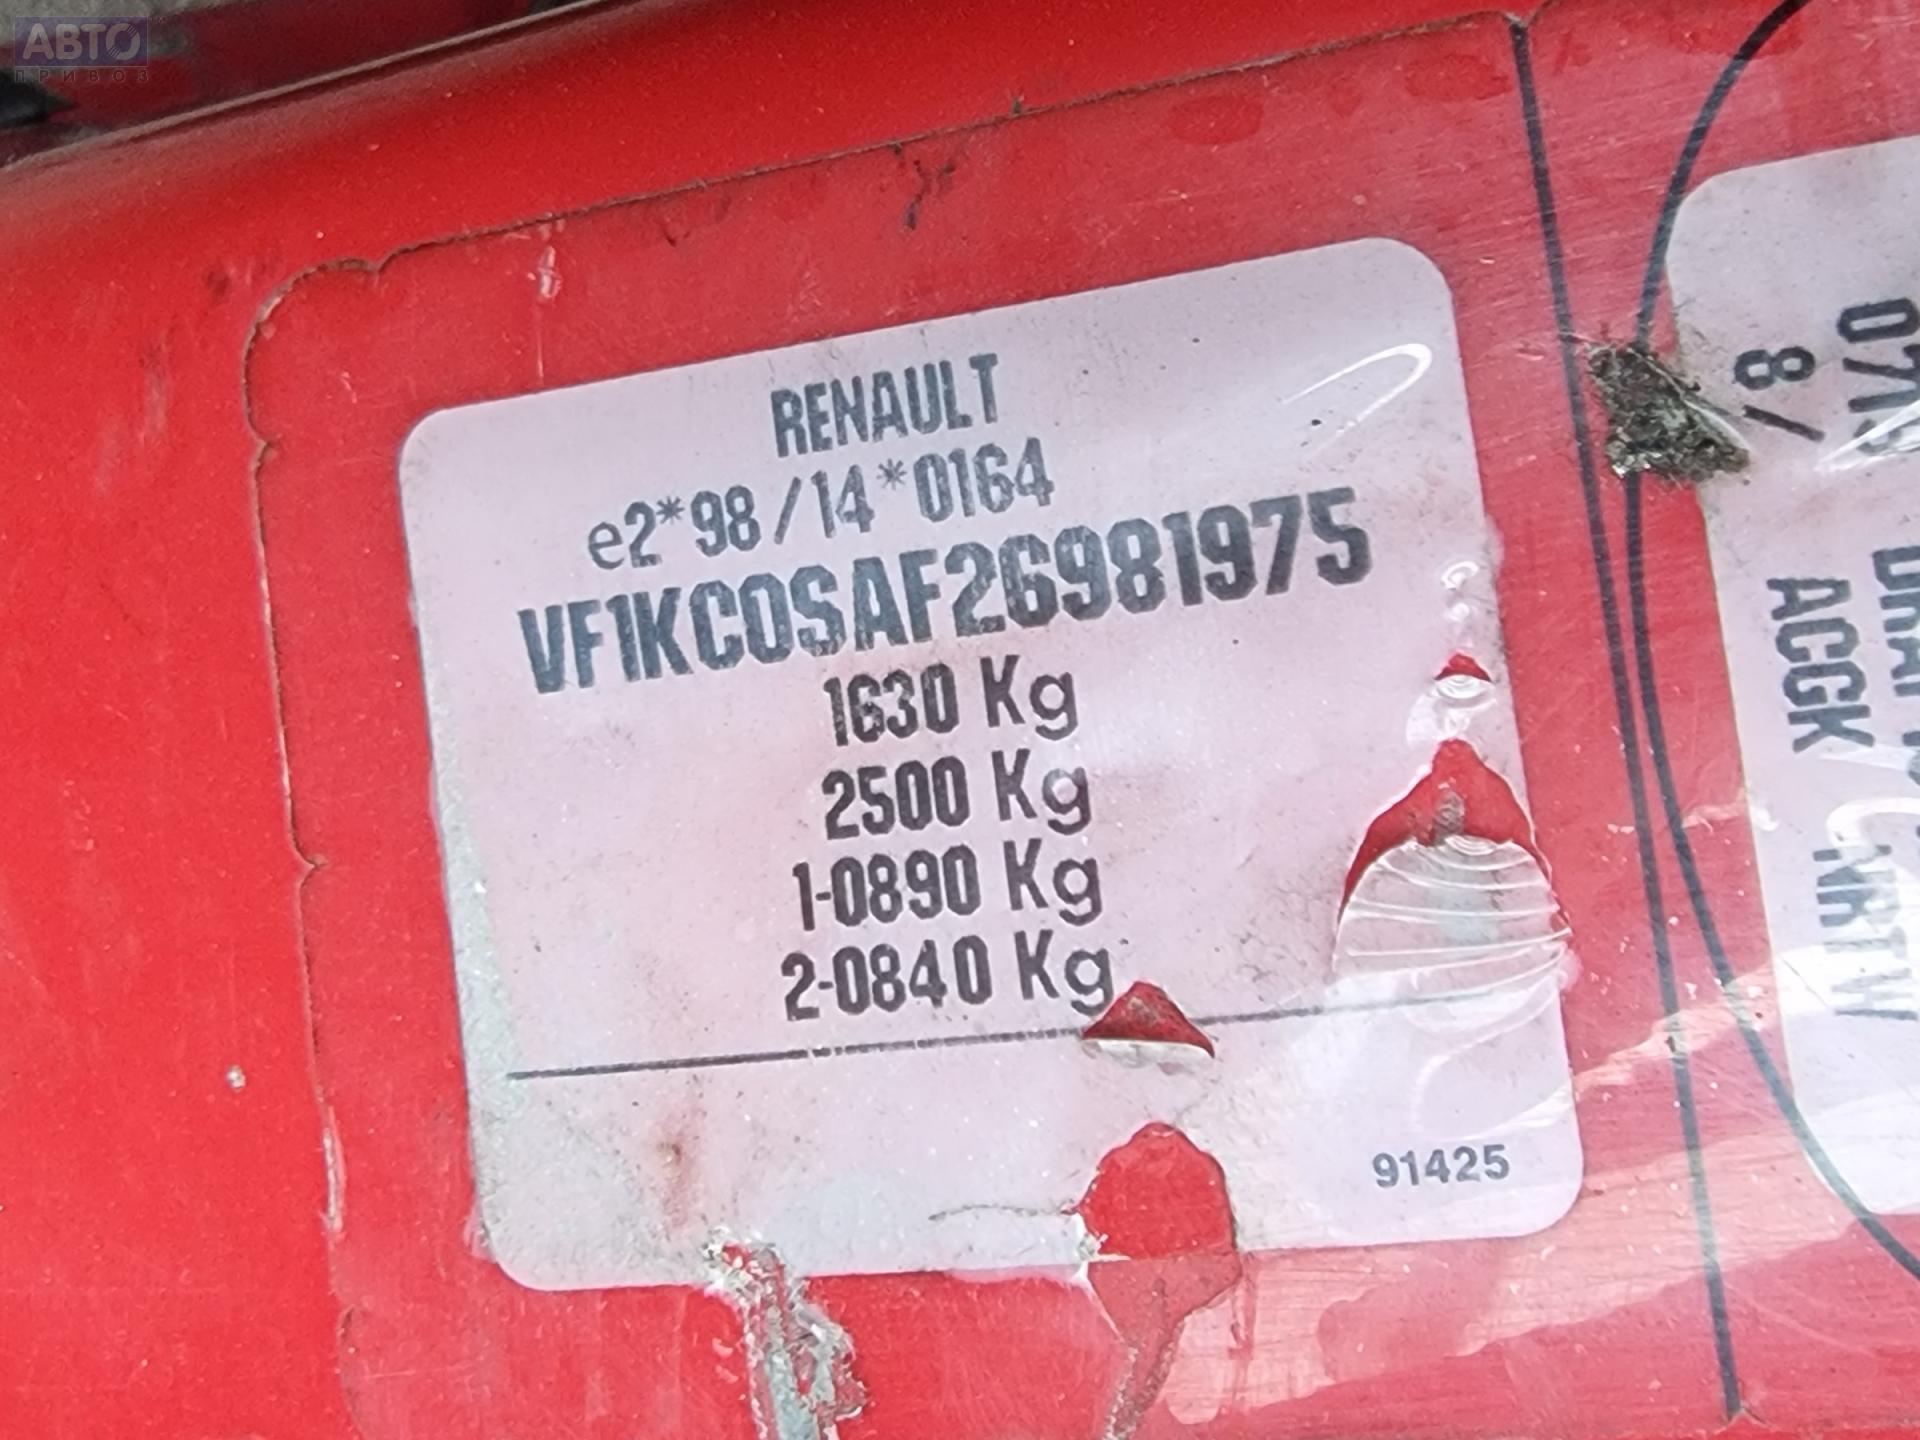 АВТО
ПРИВОЗ
RENAULT
e2*98/14*0164
VF1KC0SAF26981975
1630 Kg
2500 Kg
1-0890 Kg
2-0840 Kg
91425
8/
ACCK